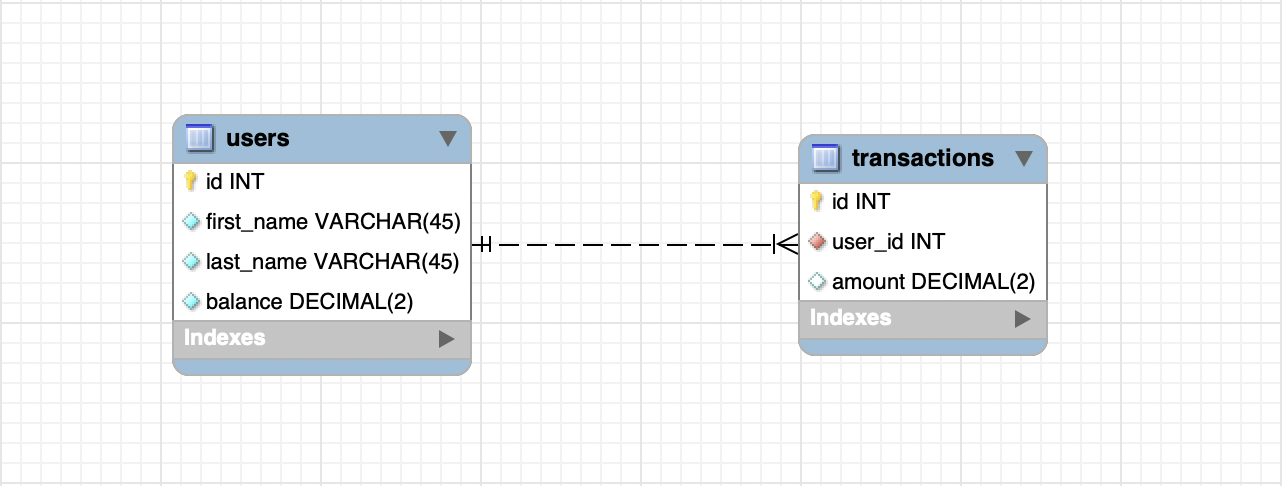 users
id INT
first_name VARCHAR(45)
last_name VARCHAR(45)
balance DECIMAL(2)
Indexes
transactions
id INT
user_id INT
amount DECIMAL(2)
Indexes